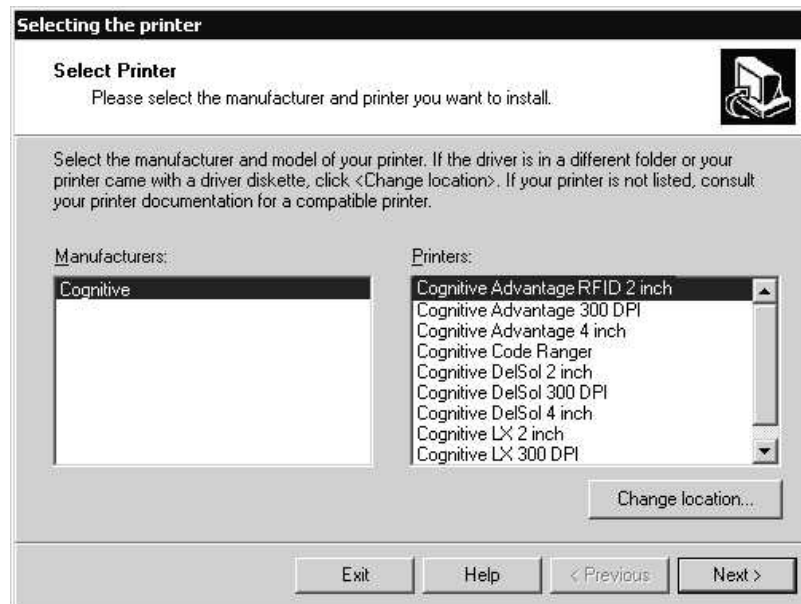 Selecting the printer
Select Printer
Please select the manufacturer and printer you want to install.
Select the manufacturer and model of your printer. If the driver is in a different folder or your
printer came with a driver diskette, click <Change location>. If your printer is not listed, consult
your printer documentation for a compatible printer.
Manufacturers:
Cognitive
Printers:
Cognitive Advantage RFID 2 inch
Cognitive Advantage 300 DPI
Cognitive Advantage 4 inch
Cognitive Code Ranger
Cognitive DelSol 2 inch
Cognitive DelSol 300 DPI
Cognitive DelSol 4 inch
Cognitive LX 2 inch
Cognitive LX 300 DPI
Change location...
Exit
Help
< Previous
Next >